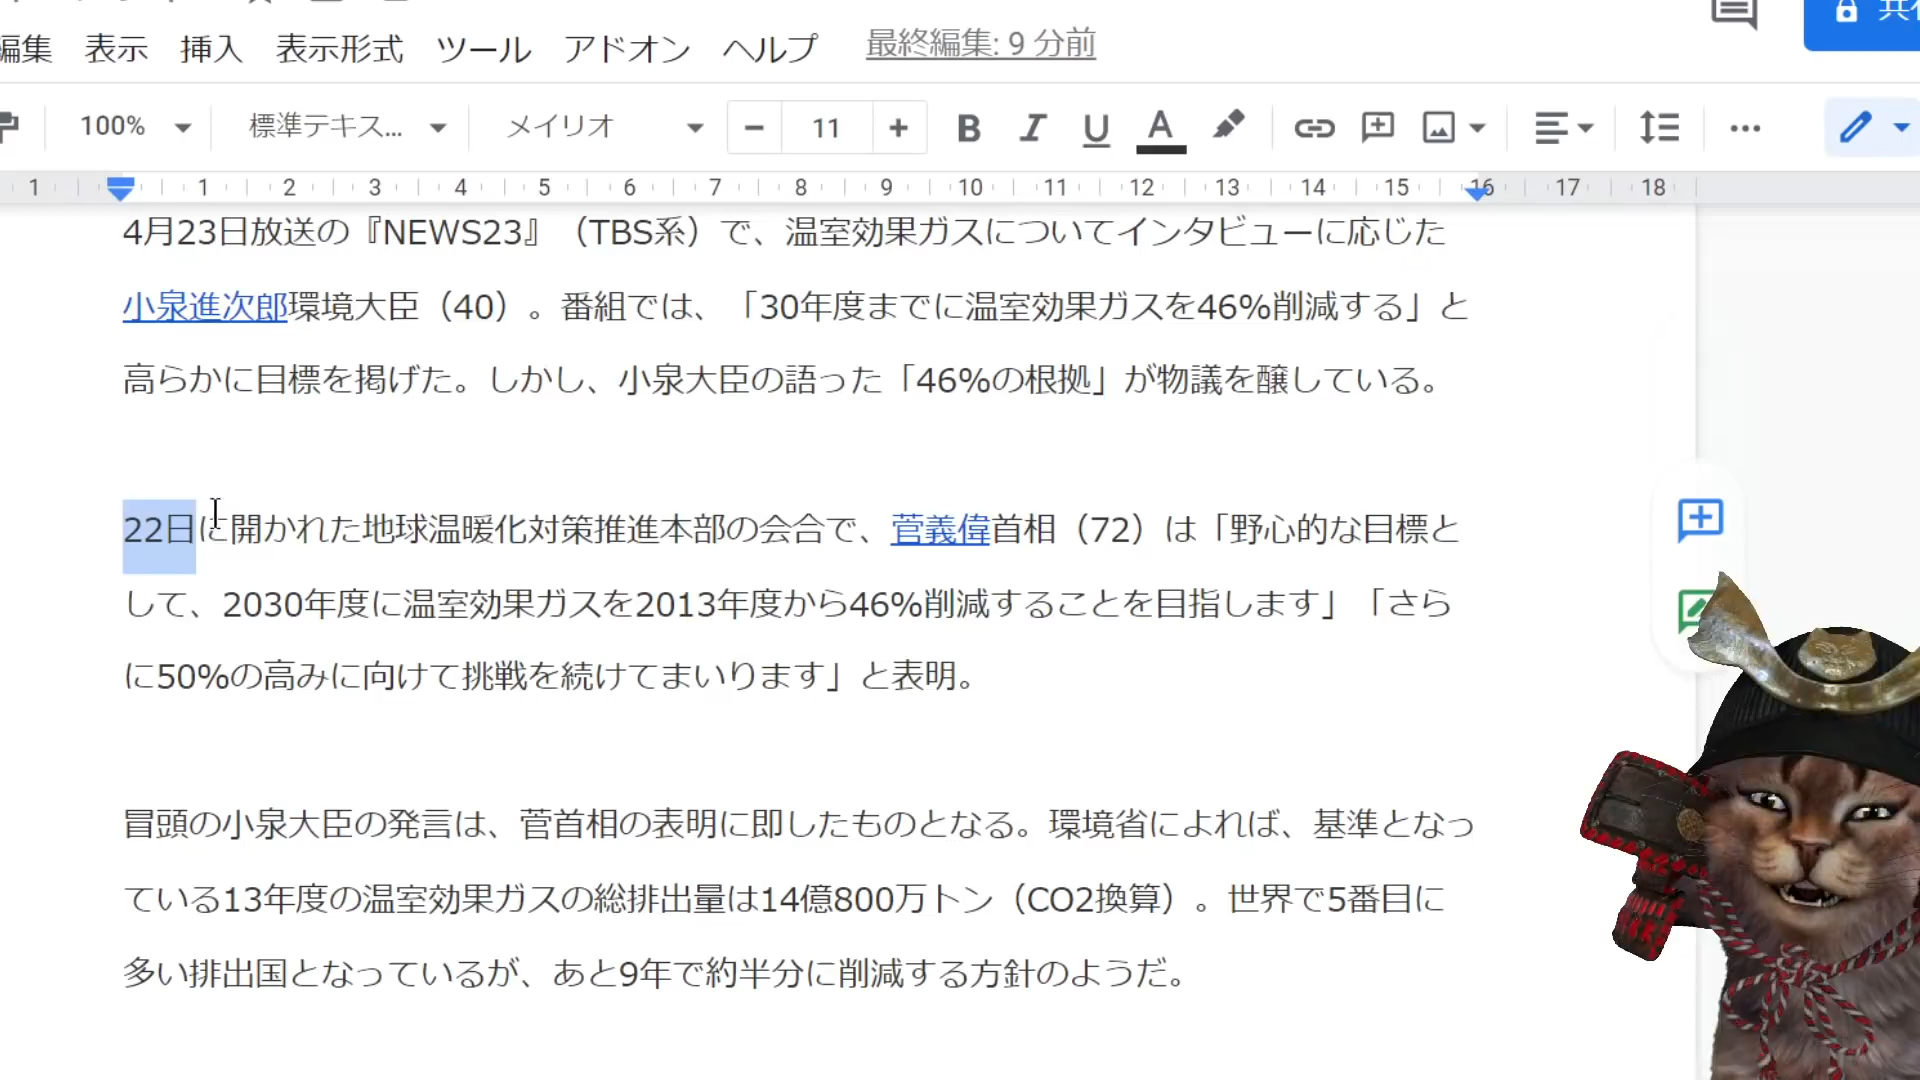 編集 表示 挿入 表示形式 ツール アドオン ヘルプ 最終編集: 9 分前
100% 標準テキス... メイリオ − 11 + B I U A
1 1 2 3 4 5 6 7 8 9 10 11 12 13 14 15 16 17 18
4月23日放送の『NEWS23』（TBS系）で、温室効果ガスについてインタビューに応じた
小泉進次郎環境大臣（40）。番組では、「30年度までに温室効果ガスを46%削減する」と
高らかに目標を掲げた。しかし、小泉大臣の語った「46%の根拠」が物議を醸している。
22日に開かれた地球温暖化対策推進本部の会合で、菅義偉首相（72）は「野心的な目標と
して、2030年度に温室効果ガスを2013年度から46%削減することを目指します」「さら
に50%の高みに向けて挑戦を続けてまいります」と表明。
冒頭の小泉大臣の発言は、菅首相の表明に即したものとなる。環境省によれば、基準となっ
ている13年度の温室効果ガスの総排出量は14億800万トン（CO2換算）。世界で5番目に
多い排出国となっているが、あと9年で約半分に削減する方針のようだ。